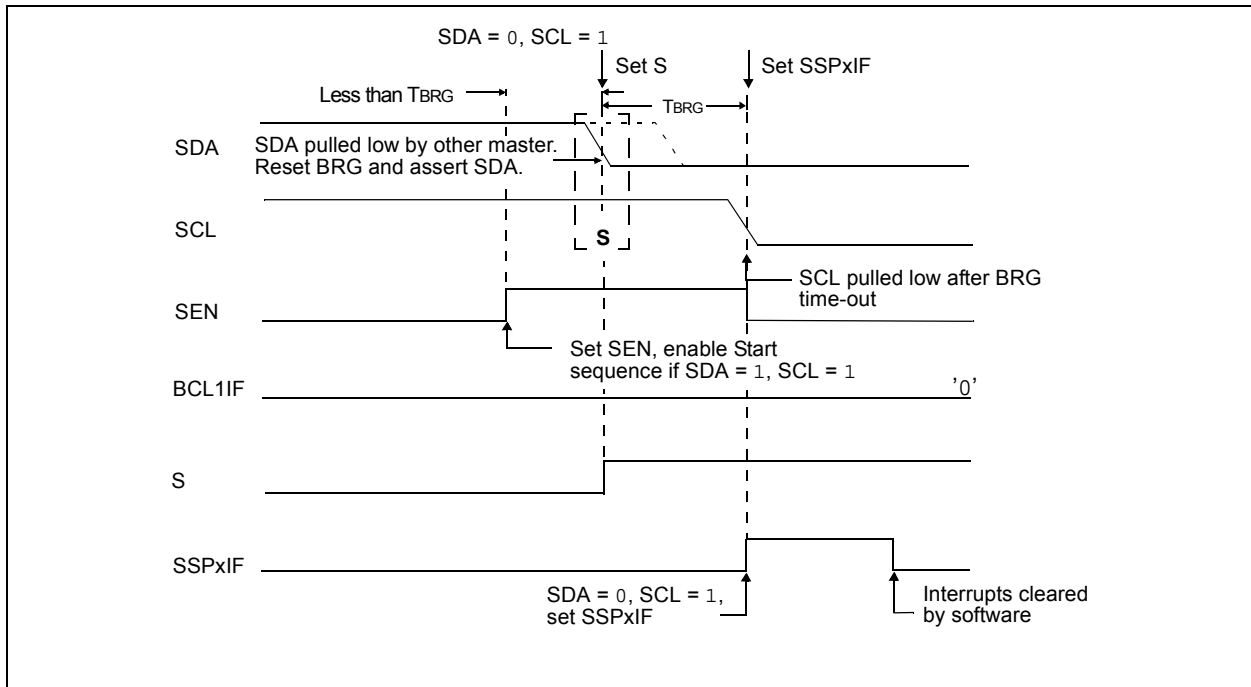 SDA = 0, SCL = 1
Set S
Set SSPxIF
Less than TBRG
TBRG
SDA
SDA pulled low by other master.
Reset BRG and assert SDA.
SCL
S
SCL pulled low after BRG
time-out
SEN
Set SEN, enable Start
sequence if SDA = 1, SCL = 1
BCL1IF
'0'
S
SSPxIF
SDA = 0, SCL = 1,
set SSPxIF
Interrupts cleared
by software